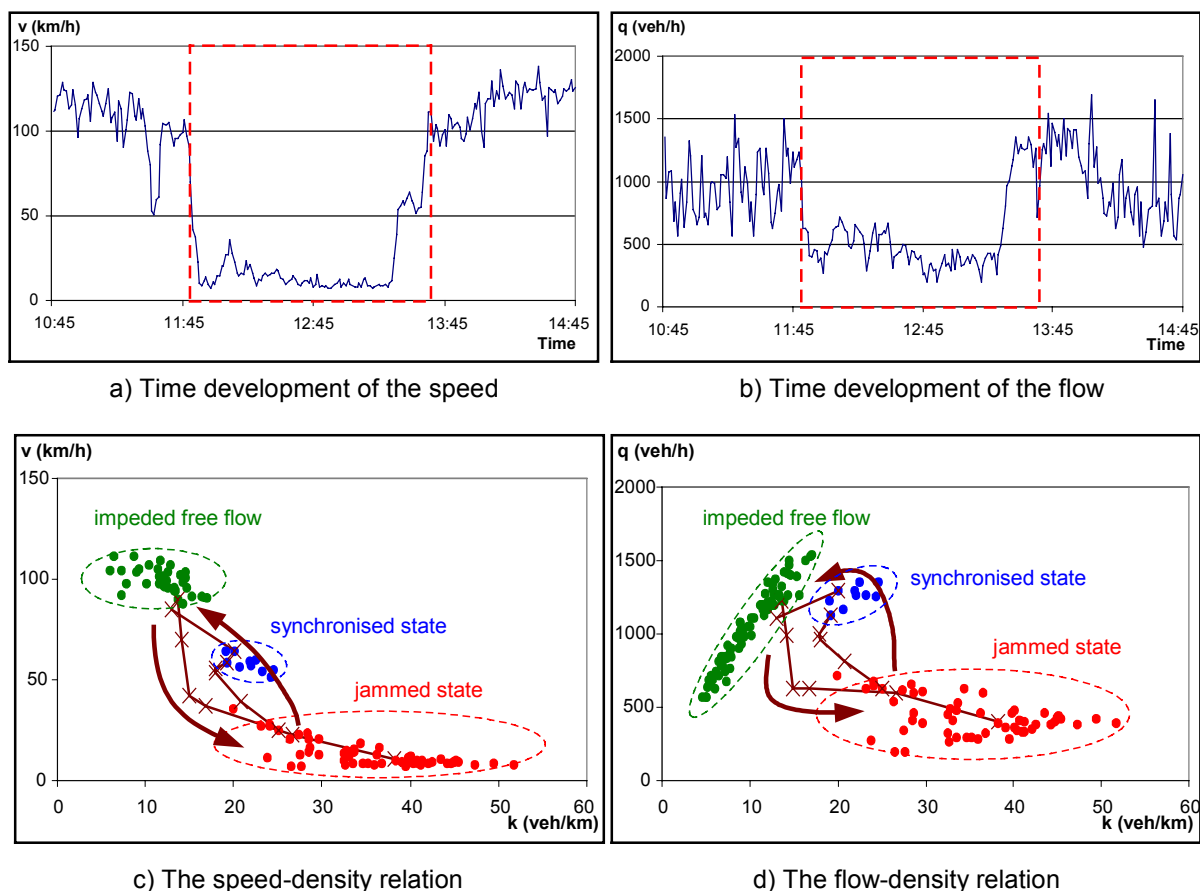 v (km/h)
150
100
50
0
10:45 11:45 12:45 13:45 14:45
Time
a) Time development of the speed
q (veh/h)
2000
1500
1000
500
0
10:45 11:45 12:45 13:45 14:45
Time
b) Time development of the flow
v (km/h)
150
impeded free flow
100
synchronised state
50
jammed state
0
0 10 20 30 40 50 60
k (veh/km)
c) The speed-density relation
q (veh/h)
2000
impeded free flow
1500
synchronised state
1000
jammed state
500
0
0 10 20 30 40 50 60
k (veh/km)
d) The flow-density relation